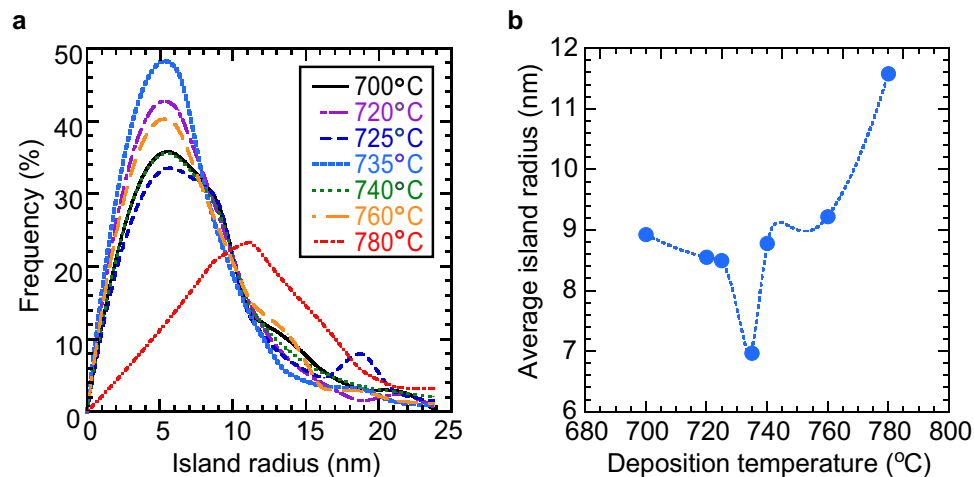 a
Frequency (%)
50
40
30
20
10
0
0
5
10
15
20
25
Island radius (nm)
700°C
720°C
725°C
735°C
740°C
760°C
780°C
b
Average island radius (nm)
12
11
10
9
8
7
6
680
700
720
740
760
780
800
Deposition temperature (°C)